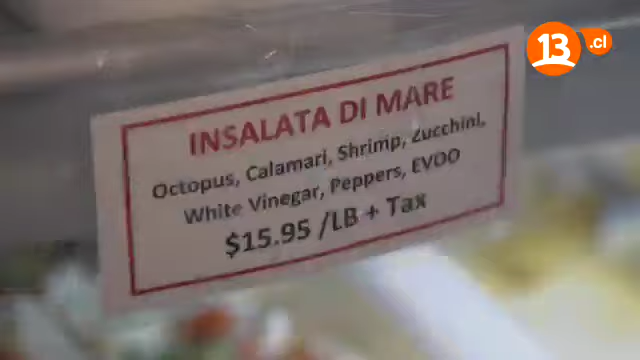 13 .cl
INSALATA DI MARE
Octopus, Calamari, Shrimp, Zucchini,
White Vinegar, Peppers, EVOO
$15.95 /LB + Tax